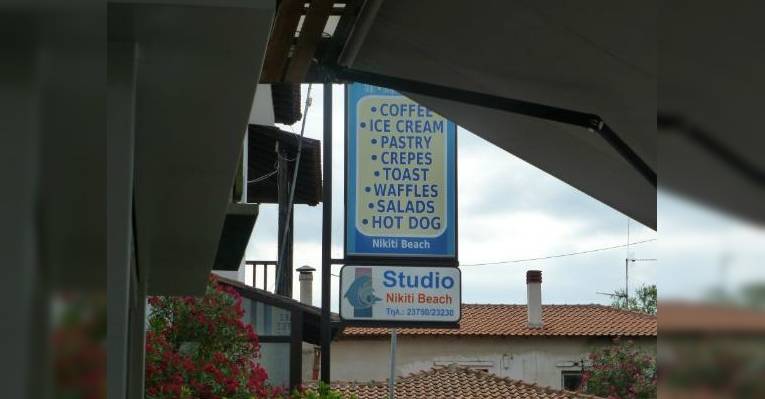 • COFFEE
• ICE CREAM
• PASTRY
• CREPES
• TOAST
• WAFFLES
• SALADS
• HOT DOG
Nikiti Beach
Studio
Nikiti Beach
Τηλ.: 23750/23230